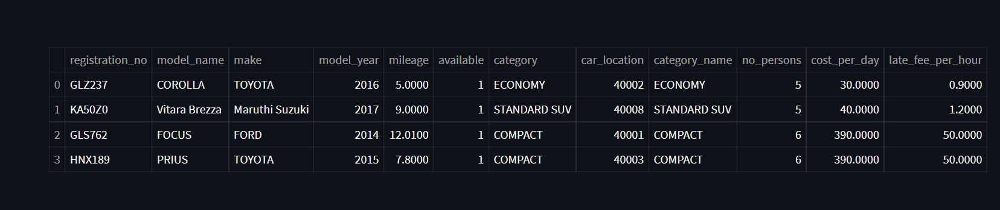 registration_no model_name make model_year mileage available category car_location category_name no_persons cost_per_day late_fee_per_hour
0 GLZ237 COROLLA TOYOTA 2016 5.0000 1 ECONOMY 40002 ECONOMY 5 30.0000 0.9000
1 KA50Z0 Vitara Brezza Maruthi Suzuki 2017 9.0000 1 STANDARD SUV 40008 STANDARD SUV 5 40.0000 1.2000
2 GLS762 FOCUS FORD 2014 12.0100 1 COMPACT 40001 COMPACT 6 390.0000 50.0000
3 HNX189 PRIUS TOYOTA 2015 7.8000 1 COMPACT 40003 COMPACT 6 390.0000 50.0000